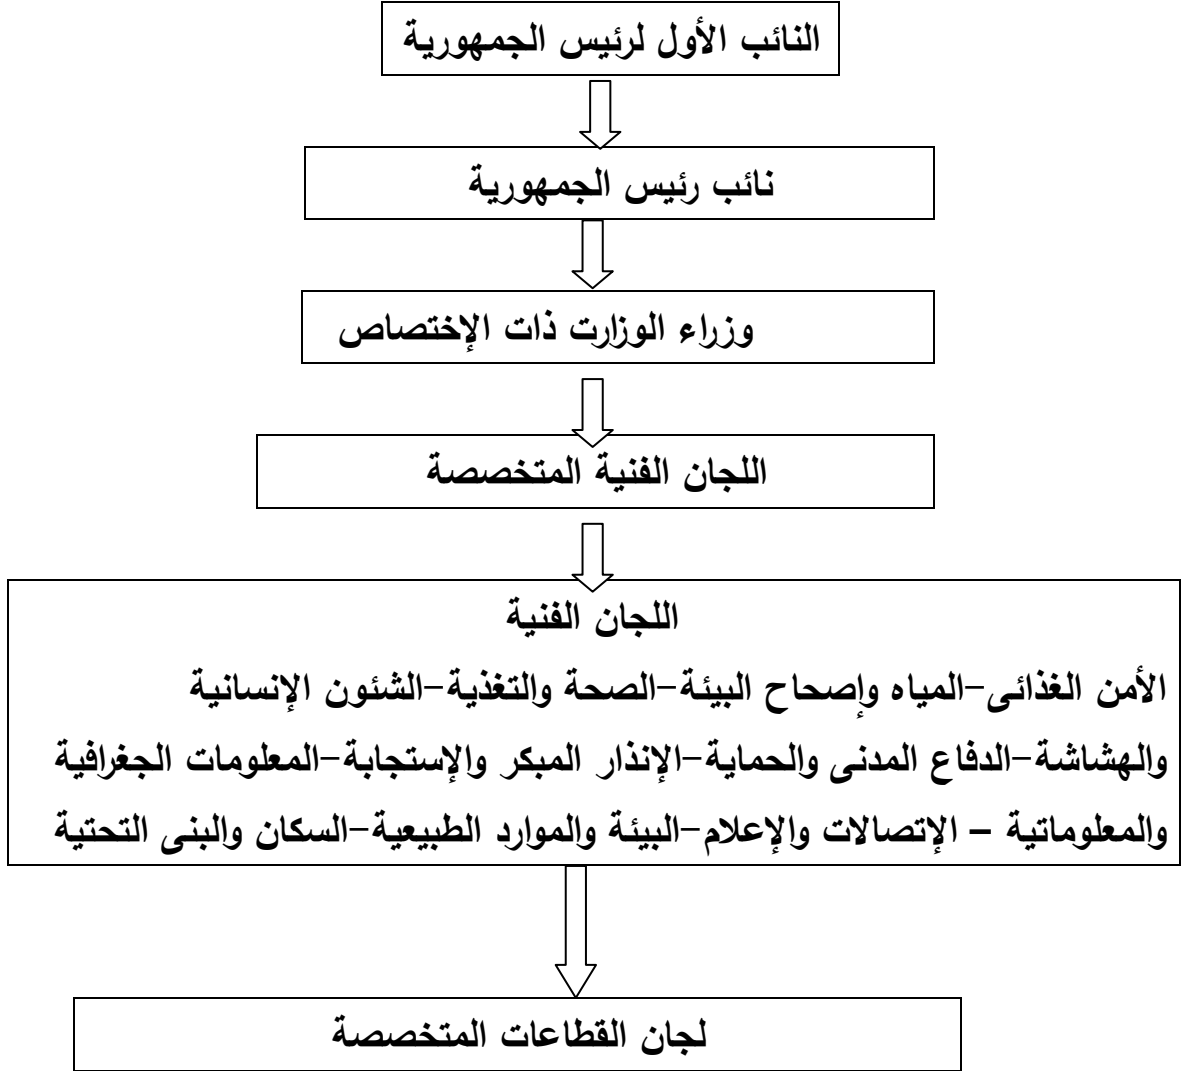 النائب الأول لرئيس الجمهورية
نائب رئيس الجمهورية
وزراء الوزارت ذات الإختصاص
اللجان الفنية المتخصصة
اللجان الفنية
الأمن الغذائى-المياه وإصحاح البيئة-الصحة والتغذية-الشئون الإنسانية
والهشاشة-الدفاع المدنى والحماية-الإنذار المبكر والإستجابة-المعلومات الجغرافية
والمعلوماتية – الإتصالات والإعلام-البيئة والموارد الطبيعية-السكان والبنى التحتية
لجان القطاعات المتخصصة